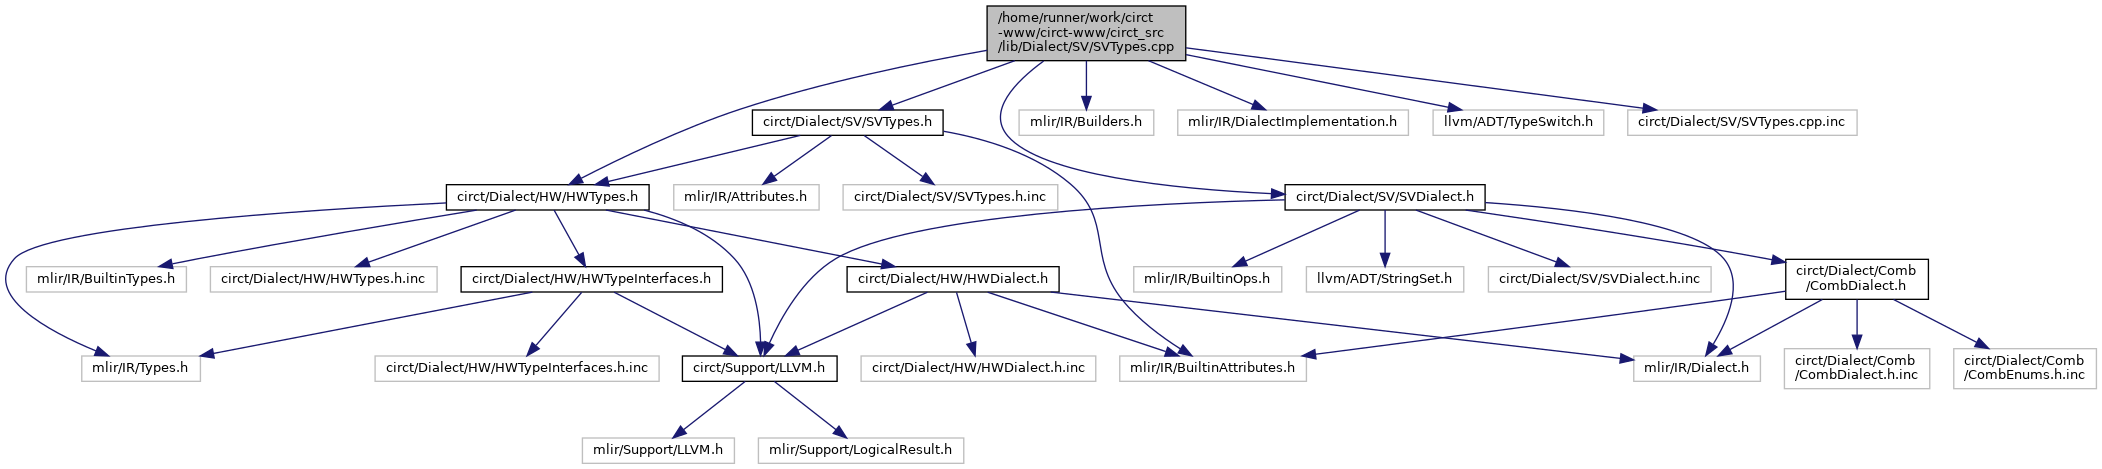 /home/runner/work/circt
-www/circt-www/circt_src
/lib/Dialect/SV/SVTypes.cpp
circt/Dialect/SV/SVTypes.h
mlir/IR/Builders.h
mlir/IR/DialectImplementation.h
llvm/ADT/TypeSwitch.h
circt/Dialect/SV/SVTypes.cpp.inc
circt/Dialect/HW/HWTypes.h
mlir/IR/Attributes.h
circt/Dialect/SV/SVTypes.h.inc
circt/Dialect/SV/SVDialect.h
mlir/IR/BuiltinTypes.h
circt/Dialect/HW/HWTypes.h.inc
circt/Dialect/HW/HWTypeInterfaces.h
circt/Dialect/HW/HWDialect.h
mlir/IR/BuiltinOps.h
llvm/ADT/StringSet.h
circt/Dialect/SV/SVDialect.h.inc
circt/Dialect/Comb
/CombDialect.h
mlir/IR/Types.h
circt/Dialect/HW/HWTypeInterfaces.h.inc
circt/Support/LLVM.h
circt/Dialect/HW/HWDialect.h.inc
mlir/IR/BuiltinAttributes.h
mlir/IR/Dialect.h
circt/Dialect/Comb
/CombDialect.h.inc
circt/Dialect/Comb
/CombEnums.h.inc
mlir/Support/LLVM.h
mlir/Support/LogicalResult.h